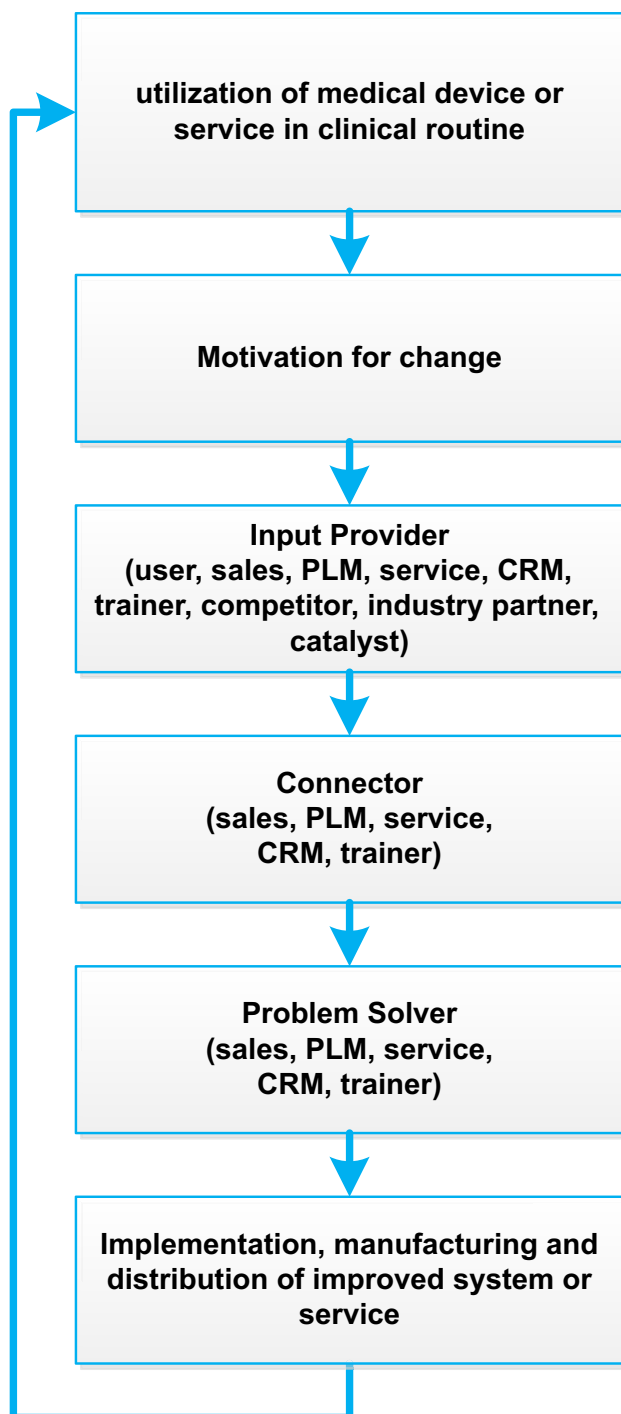 utilization of medical device or
service in clinical routine
Motivation for change
Input Provider
(user, sales, PLM, service, CRM,
trainer, competitor, industry partner,
catalyst)
Connector
(sales, PLM, service,
CRM, trainer)
Problem Solver
(sales, PLM, service,
CRM, trainer)
Implementation, manufacturing and
distribution of improved system or
service